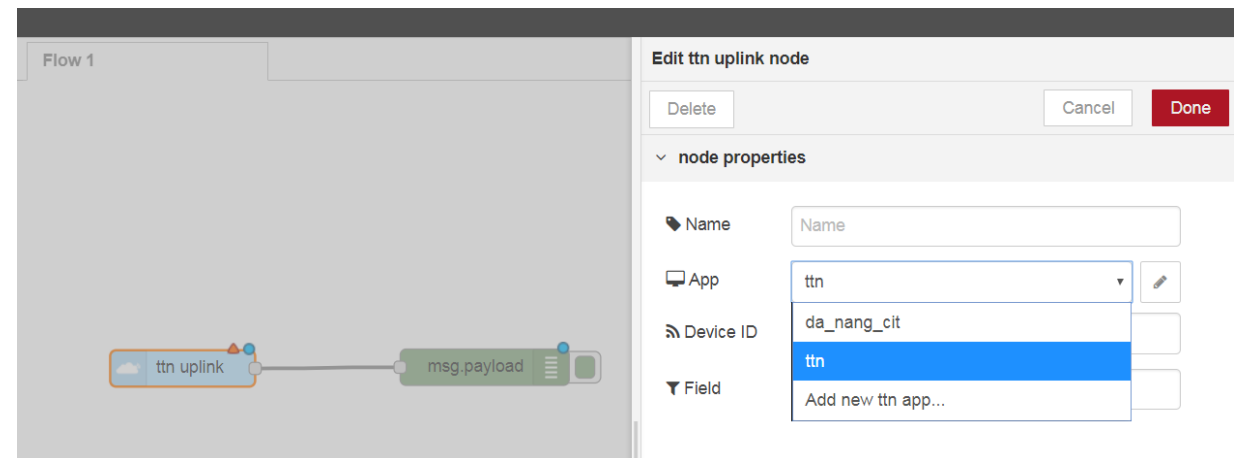 Flow 1
Edit ttn uplink node
Delete
Cancel
Done
node properties
Name
Name
App
ttn
da_nang_cit
Device ID
ttn
Field
Add new ttn app...
ttn uplink
msg.payload